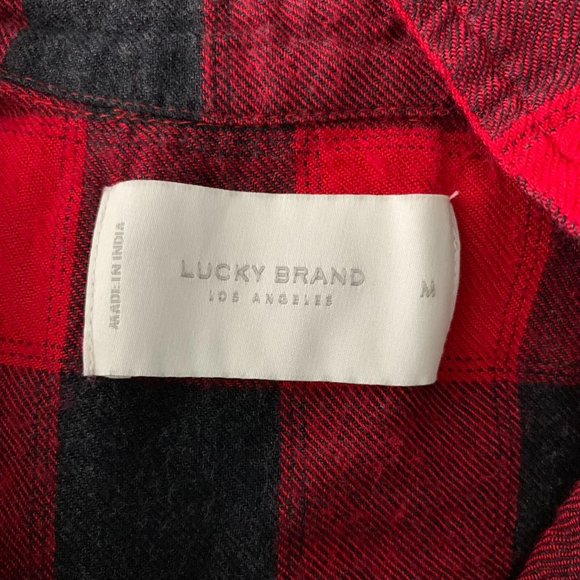 MADE IN INDIA
LUCKY BRAND
LOS ANGELES
M